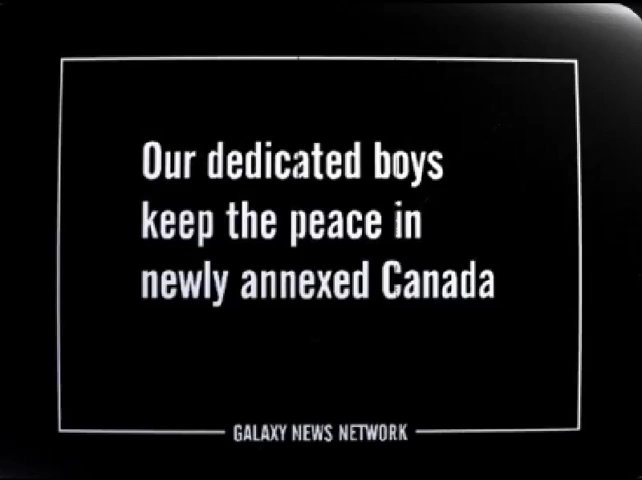 Our dedicated boys
keep the peace in
newly annexed Canada
GALAXY NEWS NETWORK